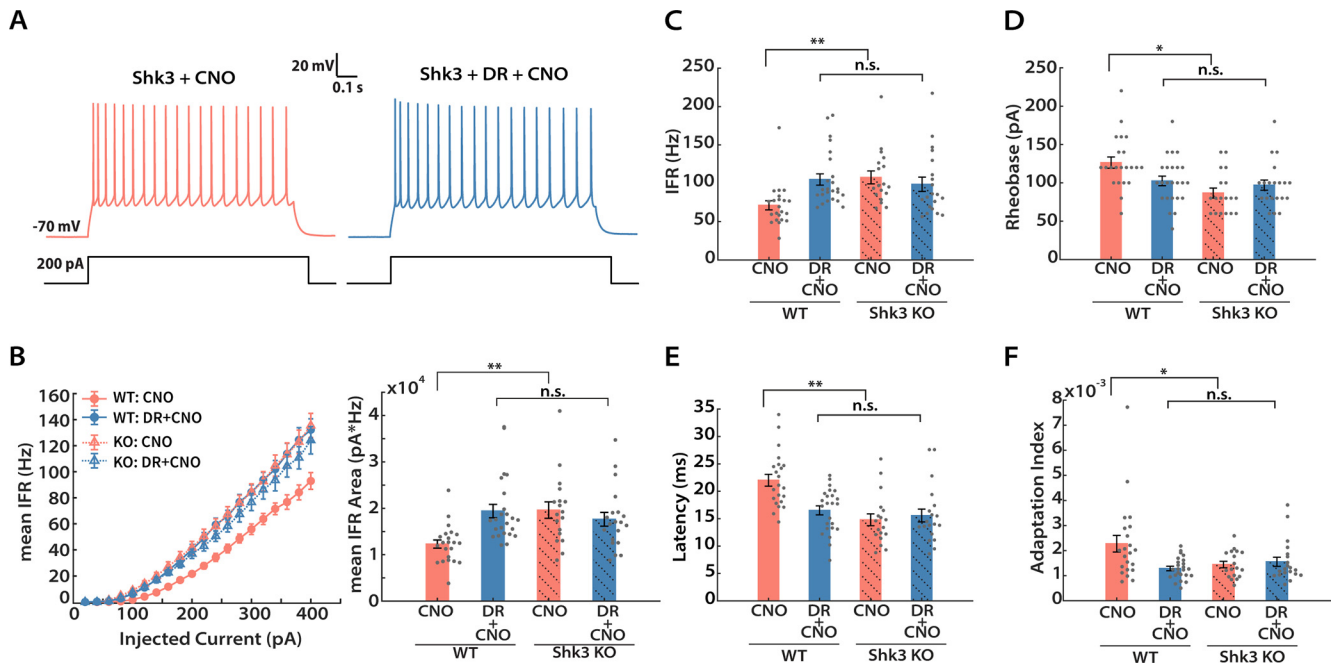 A
Shk3 + CNO
20 mV
0.1 s
Shk3 + DR + CNO
-70 mV
200 pA
B
160
140
120
100
80
60
40
20
0
mean IFR (Hz)
WT: CNO
WT: DR+CNO
KO: CNO
KO: DR+CNO
0 100 200 300 400
Injected Current (pA)
x10⁴
4
3
2
1
0
mean IFR Area (pA*Hz)
**
n.s.
CNO DR + CNO CNO DR + CNO
WT Shk3 KO
C
250
200
150
100
50
0
IFR (Hz)
**
n.s.
CNO DR + CNO CNO DR + CNO
WT Shk3 KO
D
250
200
150
100
50
0
Rheobase (pA)
*
n.s.
CNO DR + CNO CNO DR + CNO
WT Shk3 KO
E
35
30
25
20
15
10
5
0
Latency (ms)
**
n.s.
CNO DR + CNO CNO DR + CNO
WT Shk3 KO
F
8 x10⁻³
7
6
5
4
3
2
1
0
Adaptation Index
*
n.s.
CNO DR + CNO CNO DR + CNO
WT Shk3 KO